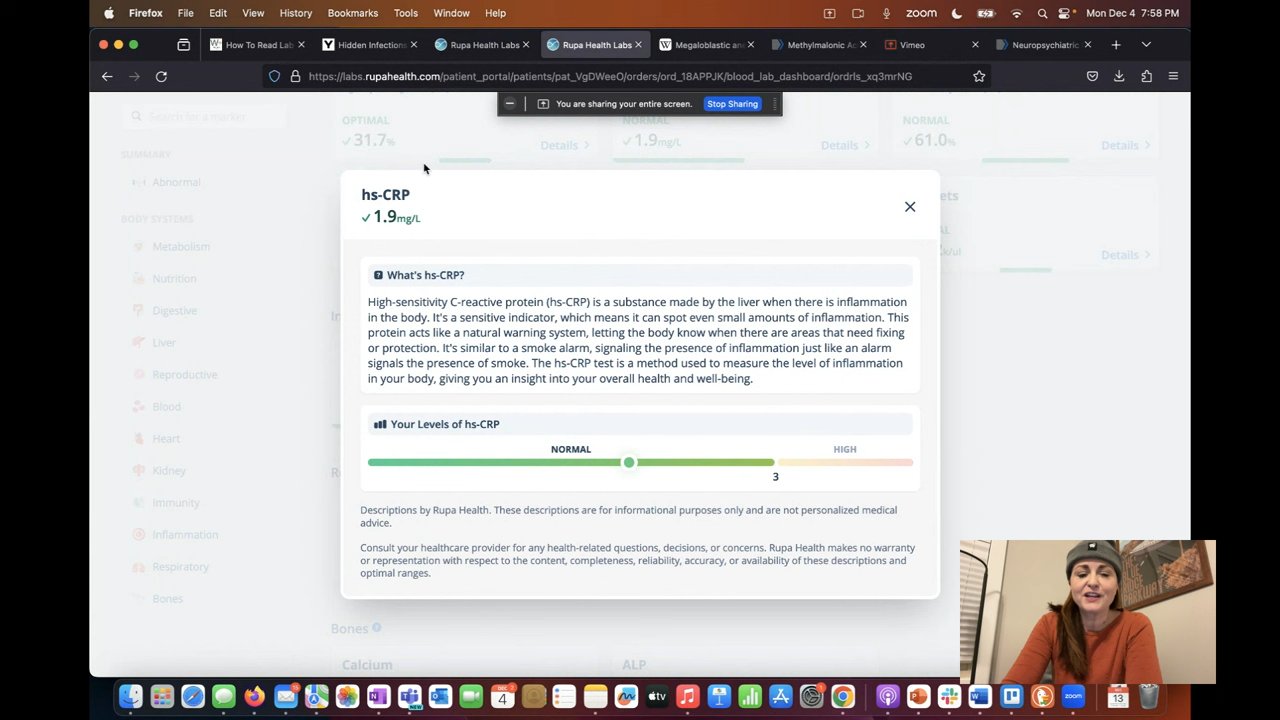 Firefox File Edit View History Bookmarks Tools Window Help
zoom Mon Dec 4 7:58 PM
How To Read Lab
Hidden Infections
Rupa Health Labs
Rupa Health Labs
Megaloblastic an
Methylmalonic Ac
Vimeo
Neuropsychiatric
https://labs.rupahealth.com/patient_portal/patients/pat_VgDWeeO/orders/ord_18APPJK/blood_lab_dashboard/ordrls_xq3mrNG
You are sharing your entire screen. Stop Sharing
Search for a marker
SUMMARY
Abnormal
BODY SYSTEMS
Metabolism
Nutrition
Digestive
Liver
Reproductive
Blood
Heart
Kidney
Immunity
Inflammation
Respiratory
Bones
OPTIMAL
31.7%
Details
NORMAL
1.9mg/L
Details
NORMAL
61.0%
Details
Details
hs-CRP
1.9mg/L
What's hs-CRP?
High-sensitivity C-reactive protein (hs-CRP) is a substance made by the liver when there is inflammation
in the body. It's a sensitive indicator, which means it can spot even small amounts of inflammation. This
protein acts like a natural warning system, letting the body know when there are areas that need fixing
or protection. It's similar to a smoke alarm, signaling the presence of inflammation just like an alarm
signals the presence of smoke. The hs-CRP test is a method used to measure the level of inflammation
in your body, giving you an insight into your overall health and well-being.
Your Levels of hs-CRP
NORMAL HIGH
3
Descriptions by Rupa Health. These descriptions are for informational purposes only and are not personalized medical
advice.
Consult your healthcare provider for any health-related questions, decisions, or concerns. Rupa Health makes no warranty
or representation with respect to the content, completeness, reliability, accuracy, or availability of these descriptions and
optimal ranges.
Bones
Calcium
ALP